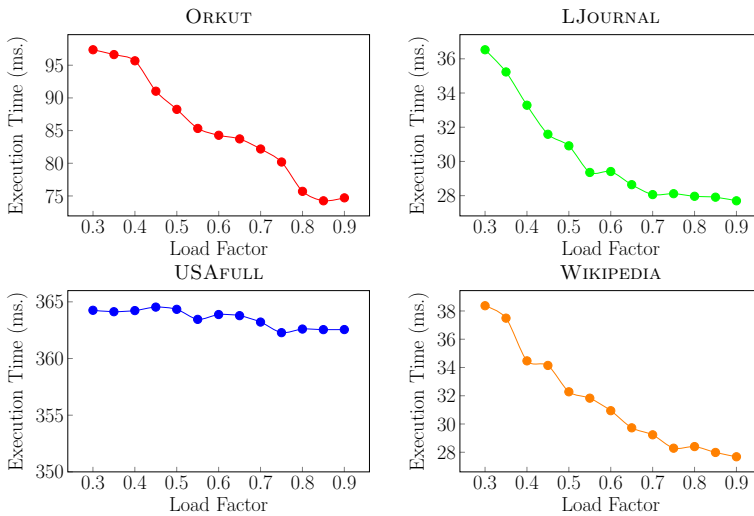 ORKUT
Execution Time (ms.)
95
90
85
80
75
0.3 0.4 0.5 0.6 0.7 0.8 0.9
Load Factor
LJOURNAL
Execution Time (ms.)
36
34
32
30
28
0.3 0.4 0.5 0.6 0.7 0.8 0.9
Load Factor
USAFULL
Execution Time (ms.)
365
360
355
350
0.3 0.4 0.5 0.6 0.7 0.8 0.9
Load Factor
WIKIPEDIA
Execution Time (ms.)
38
36
34
32
30
28
0.3 0.4 0.5 0.6 0.7 0.8 0.9
Load Factor